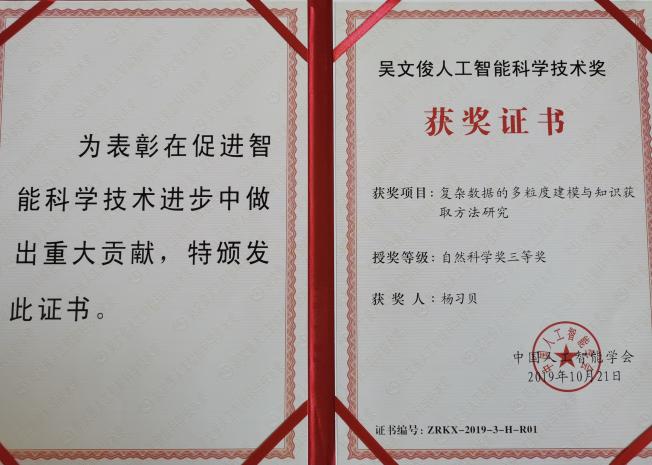 为表彰在促进智
能科学技术进步中做
出重大贡献，特颁发
此证书。
吴文俊人工智能科学技术奖
获奖证书
获奖项目：复杂数据的多粒度建模与知识获
取方法研究
授奖等级：自然科学奖三等奖
获 奖 人：杨习贝
中国人工智能学会
2019年10月21日
证书编号：ZRKX-2019-3-H-R01